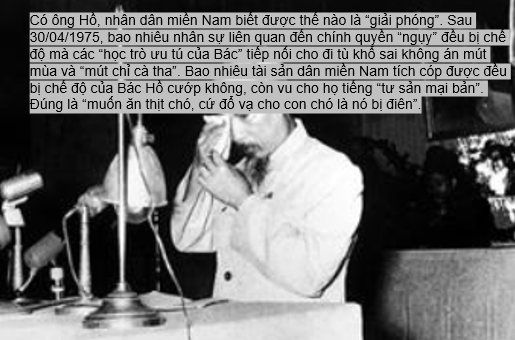 Có ông Hồ, nhân dân miền Nam biết được thế nào là “giải phóng”. Sau
30/04/1975, bao nhiêu nhân sự liên quan đến chính quyền “ngụy” đều bị chế
độ mà các “học trò ưu tú của Bác” tiếp nối cho đi tù khổ sai không án mút
mùa và “mút chỉ cà tha”. Bao nhiêu tài sản dân miền Nam tích cóp được đều
bị chế độ của Bác Hồ cướp không, còn vu cho họ tiếng “tư sản mại bản”.
Đúng là “muốn ăn thịt chó, cứ đổ vạ cho con chó là nó bị điên”.